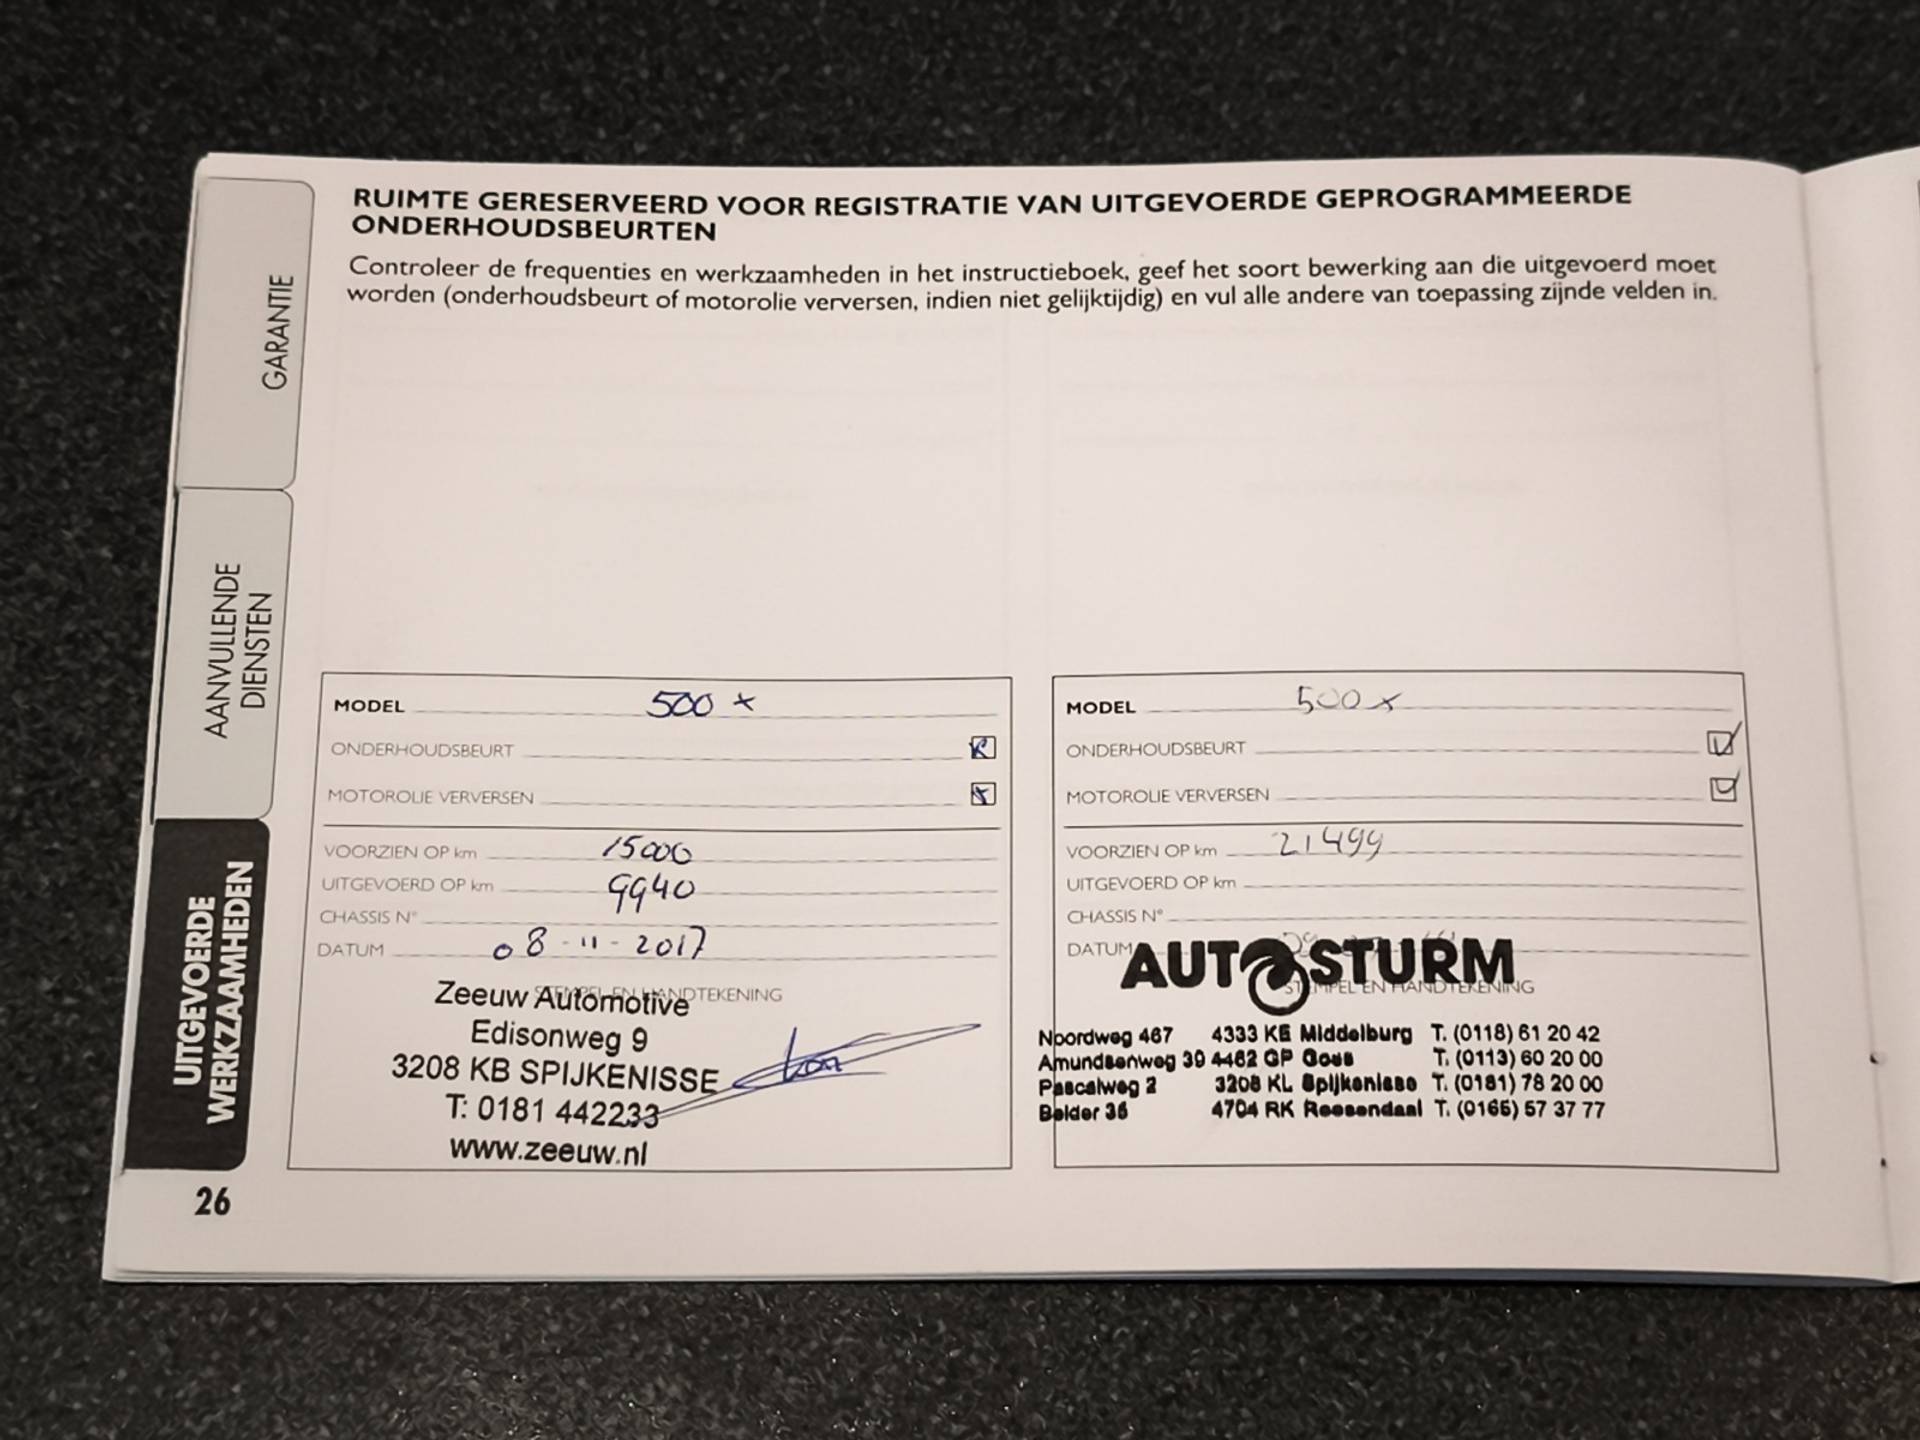 RUIMTE GERESERVEERD VOOR REGISTRATIE VAN UITGEVOERDE GEPROGRAMMEERDE
ONDERHOUDSBEURTEN
Controleer de frequenties en werkzaamheden in het instructieboek, geef het soort bewerking aan die uitgevoerd moet
worden (onderhoudsbeurt of motorolie verversen, indien niet gelijktijdig) en vul alle andere van toepassing zijnde velden in.
GARANTIE
AANVULLENDE
DIENSTEN
UITGEVOERDE
WERKZAAMHEDEN
26
MODEL 500 x
ONDERHOUDSBEURT
MOTOROLIE VERVERSEN
VOORZIEN OP km 15000
UITGEVOERD OP km 9940
CHASSIS N°
DATUM 08-11-2017
STEMPEL EN HANDTEKENING
Zeeuw Automotive
Edisonweg 9
3208 KB SPIJKENISSE
T: 0181 442233
www.zeeuw.nl
MODEL 500 x
ONDERHOUDSBEURT
MOTOROLIE VERVERSEN
VOORZIEN OP km 21499
UITGEVOERD OP km
CHASSIS N°
DATUM
AUTOSTURM
STEMPEL EN HANDTEKENING
Noordweg 467 4333 KE Middelburg T. (0118) 61 20 42
Amundsenweg 39 4462 GP Goes T. (0113) 60 20 00
Pascalweg 2 3208 KL Spijkenisse T. (0181) 78 20 00
Belder 36 4704 RK Roosendaal T. (0165) 57 37 77